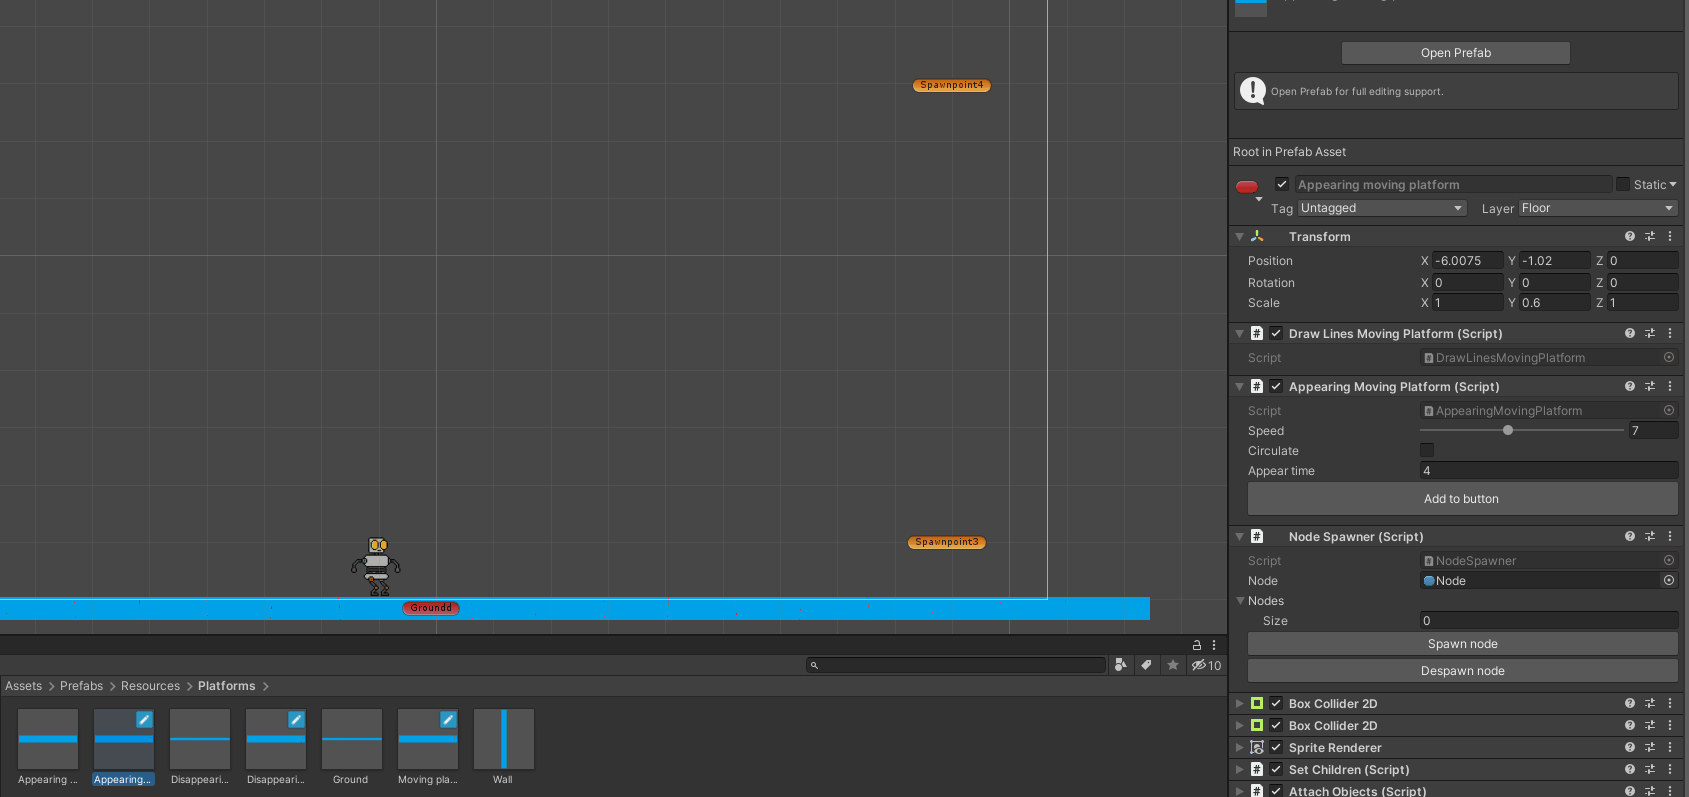 Spawnpoint4
Spawnpoint3
Groundd
10
Assets > Prefabs > Resources > Platforms >
Appearing ...
Appearing...
Disappeari...
Disappeari...
Ground
Moving pla...
Wall
Open Prefab
Open Prefab for full editing support.
Root in Prefab Asset
Appearing moving platform Static
Tag Untagged Layer Floor
Transform
Position X -6.0075 Y -1.02 Z 0
Rotation X 0 Y 0 Z 0
Scale X 1 Y 0.6 Z 1
# Draw Lines Moving Platform (Script)
Script DrawLinesMovingPlatform
# Appearing Moving Platform (Script)
Script AppearingMovingPlatform
Speed 7
Circulate
Appear time 4
Add to button
# Node Spawner (Script)
Script NodeSpawner
Node Node
Nodes
Size 0
Spawn node
Despawn node
Box Collider 2D
Box Collider 2D
Sprite Renderer
# Set Children (Script)
# Attach Objects (Script)